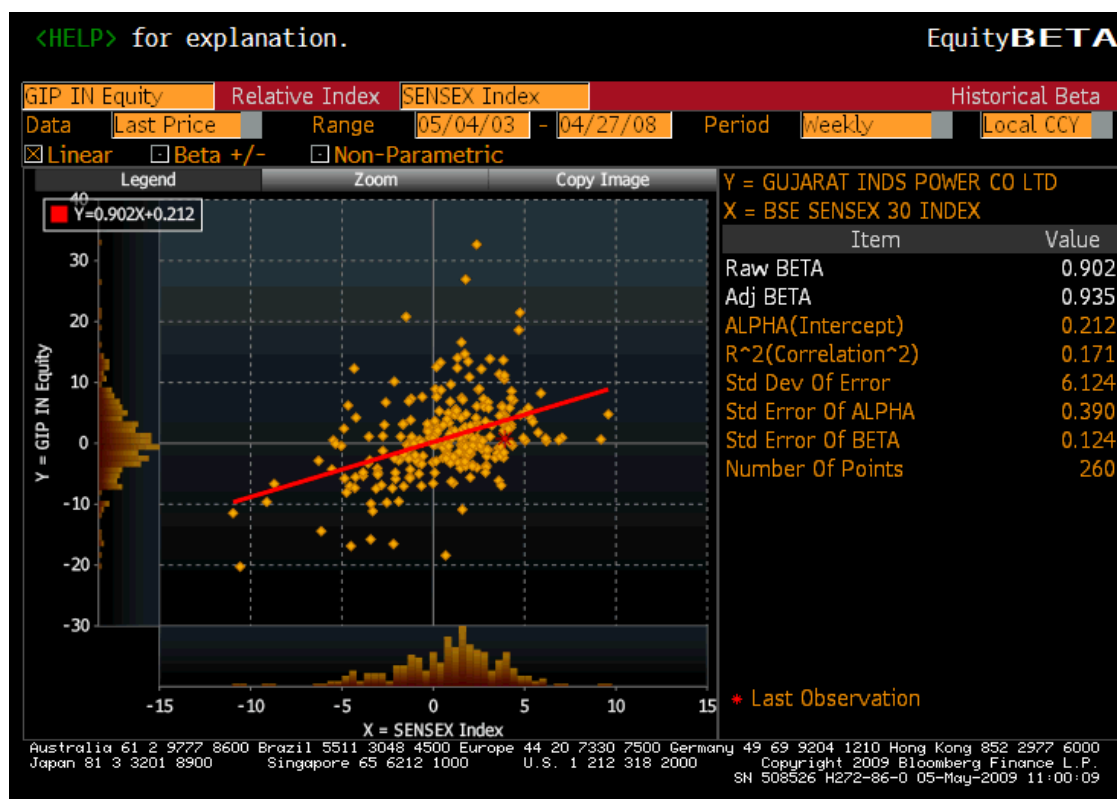 <HELP> for explanation. EquityBETA
GIP IN Equity Relative Index SENSEX Index Historical Beta
Data Last Price Range 05/04/03 - 04/27/08 Period Weekly Local CCY
Linear Beta +/- Non-Parametric
Legend Zoom Copy Image
Y = GUJARAT INDS POWER CO LTD
X = BSE SENSEX 30 INDEX
Item Value
Raw BETA 0.902
Adj BETA 0.935
ALPHA(Intercept) 0.212
R^2(Correlation^2) 0.171
Std Dev Of Error 6.124
Std Error Of ALPHA 0.390
Std Error Of BETA 0.124
Number Of Points 260
* Last Observation
40
Y=0.902X+0.212
30
20
10
0
-10
-20
-30
Y = GIP IN Equity
-15 -10 -5 0 5 10 15
X = SENSEX Index
Australia 61 2 9777 8600 Brazil 5511 3048 4500 Europe 44 20 7330 7500 Germany 49 69 9204 1210 Hong Kong 852 2977 6000
Japan 81 3 3201 8900 Singapore 65 6212 1000 U.S. 1 212 318 2000 Copyright 2009 Bloomberg Finance L.P.
SN 508526 H272-86-0 05-May-2009 11:00:09